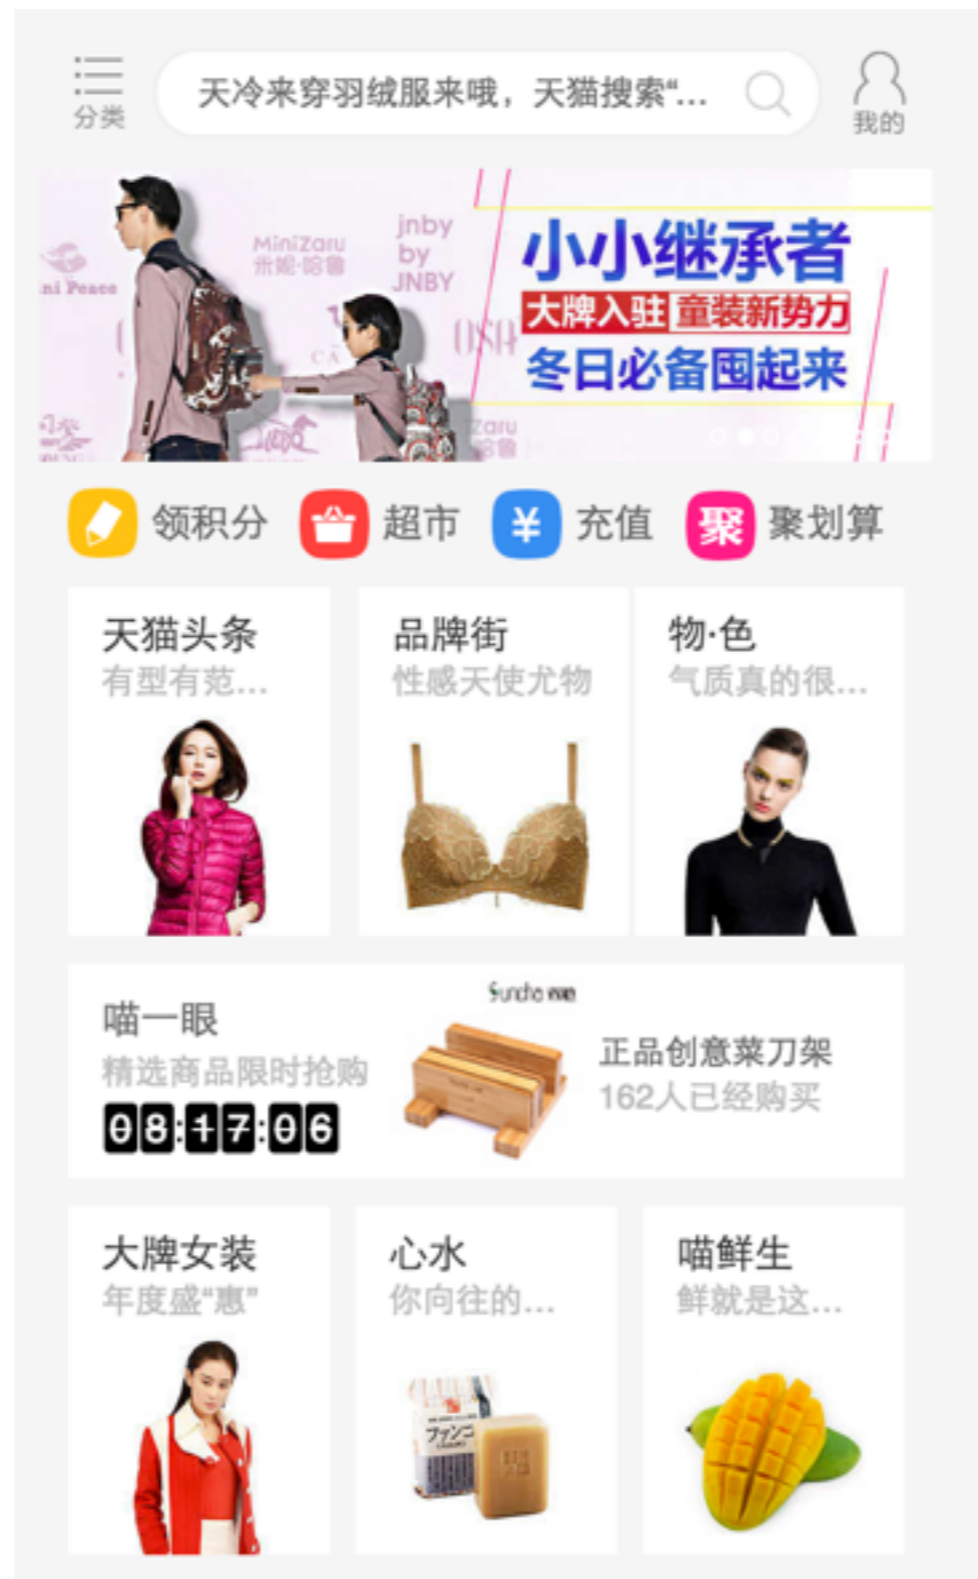 分类
天冷来穿羽绒服来哦，天猫搜索“...
我的
MiniZaru
米妮·哈鲁
jnby
by
JNBY
ni Peace
小小继承者
大牌入驻 童装新势力
冬日必备囤起来
领积分
超市
¥ 充值
聚 聚划算
天猫头条
有型有范...
品牌街
性感天使尤物
物·色
气质真的很...
喵一眼
精选商品限时抢购
08:17:06
Suncha
正品创意菜刀架
162人已经购买
大牌女装
年度盛“惠”
心水
你向往的...
喵鲜生
鲜就是这...